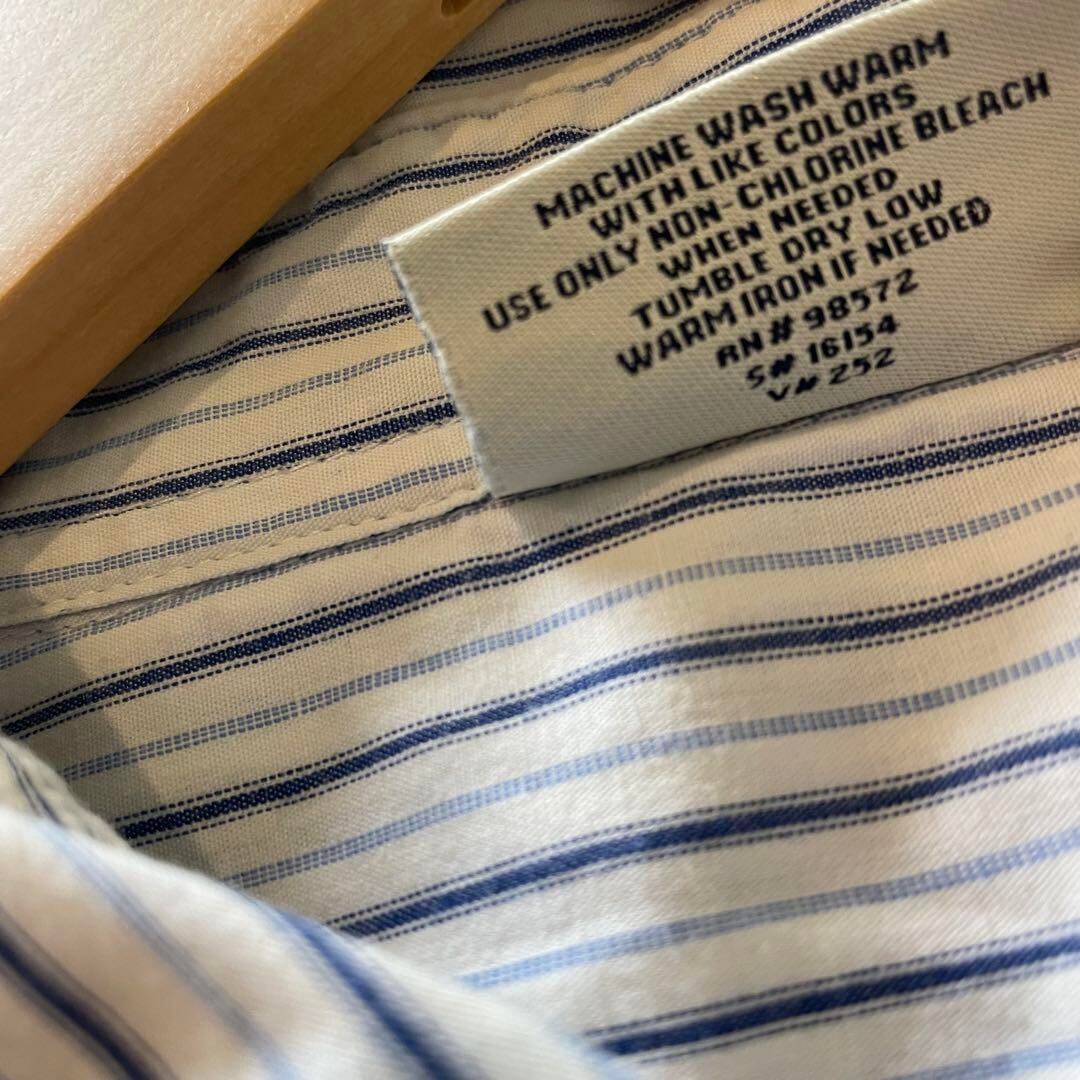 MACHINE WASH WARM
WITH LIKE COLORS
USE ONLY NON-CHLORINE BLEACH
WHEN NEEDED
TUMBLE DRY LOW
WARM IRON IF NEEDED
RN# 98572
S# 16154
V# 252